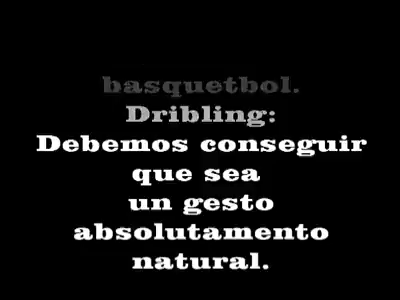 basquetbol.
Dribling:
Debemos conseguir
que sea
un gesto
absolutamento
natural.